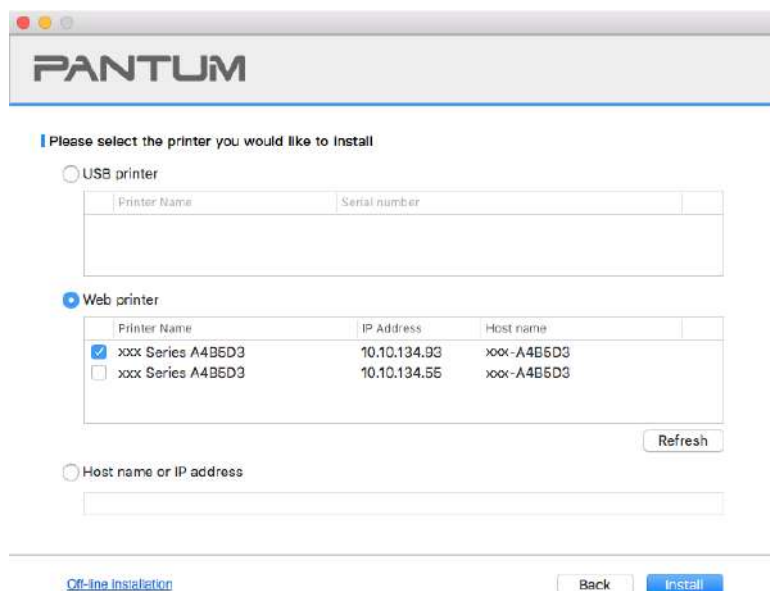 PANTUM
Please select the printer you would like to install
USB printer
Printer Name Serial number
Web printer
Printer Name IP Address Host name
xxx Series A4B5D3 10.10.134.93 xxx-A4B5D3
xxx Series A4B5D3 10.10.134.55 xxx-A4B5D3
Refresh
Host name or IP address
Off-line Installation Back Install